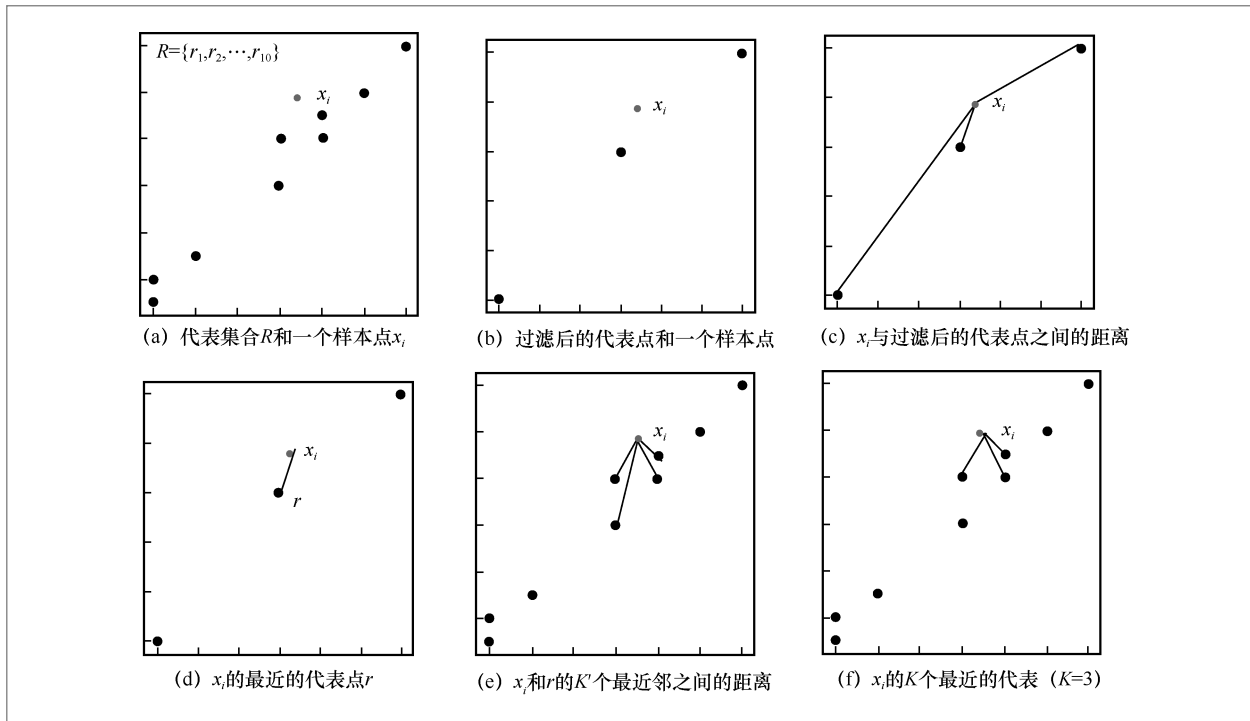 R={r₁,r₂,⋯,r₁₀}
xᵢ
(a) 代表集合R和一个样本点xᵢ
xᵢ
(b) 过滤后的代表点和一个样本点
xᵢ
(c) xᵢ与过滤后的代表点之间的距离
xᵢ
r
(d) xᵢ的最近的代表点r
xᵢ
(e) xᵢ和r的K'个最近邻之间的距离
xᵢ
(f) xᵢ的K个最近的代表（K=3）